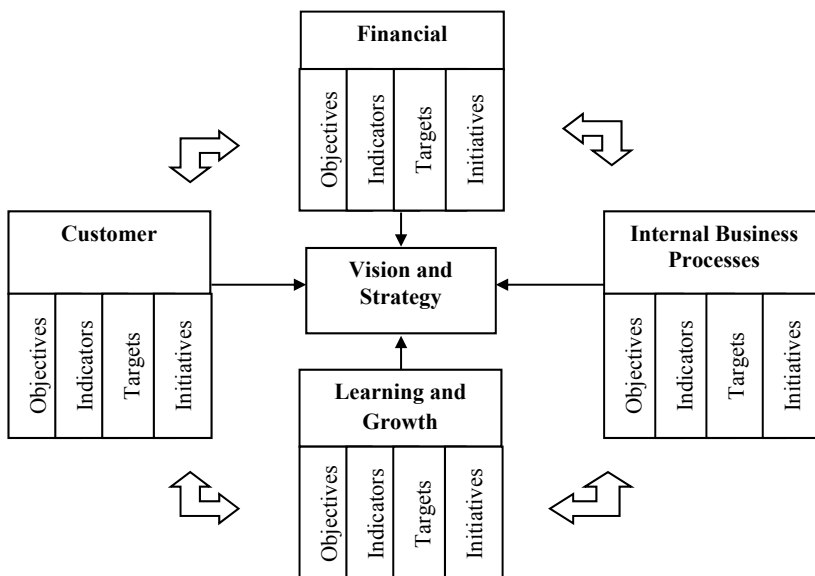 Financial
Objectives
Indicators
Targets
Initiatives
Customer
Objectives
Indicators
Targets
Initiatives
Vision and
Strategy
Internal Business
Processes
Objectives
Indicators
Targets
Initiatives
Learning and
Growth
Objectives
Indicators
Targets
Initiatives